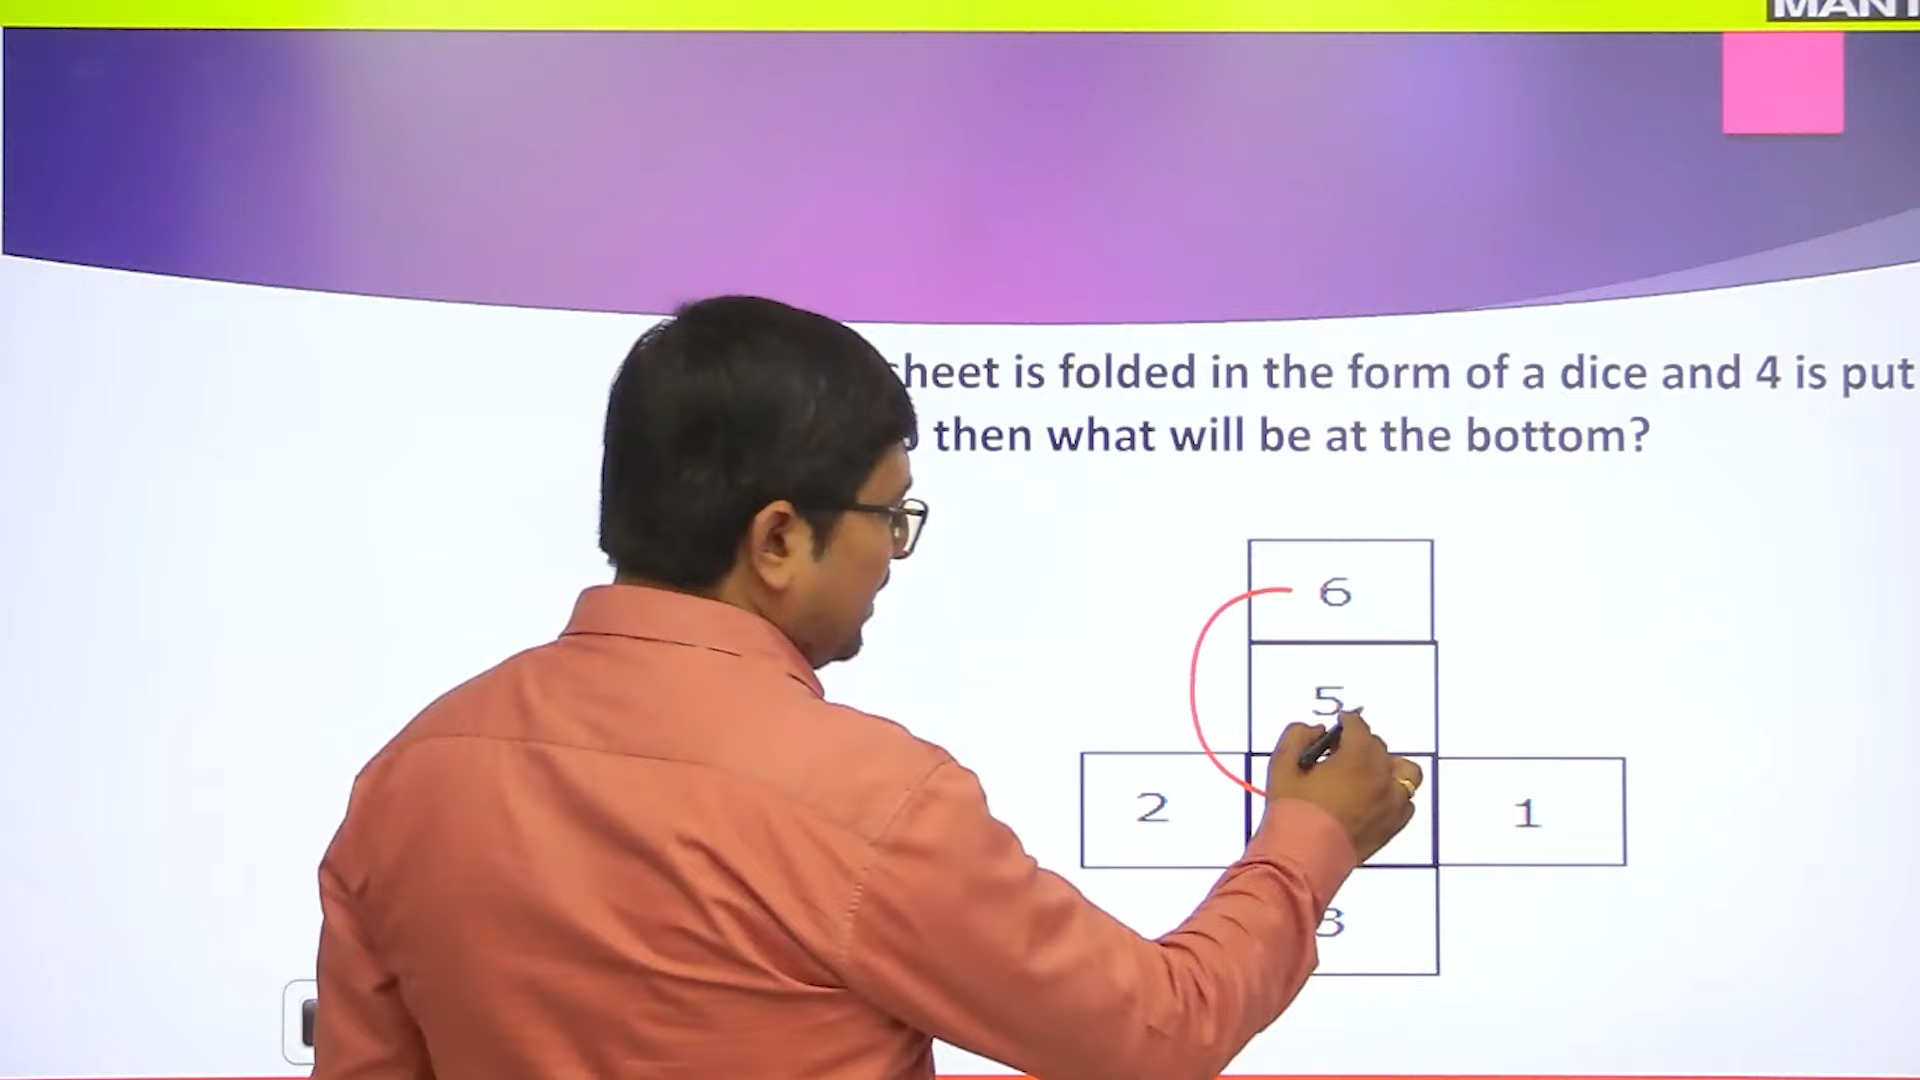 sheet is folded in the form of a dice and 4 is put
then what will be at the bottom?
6
5
2
1
3